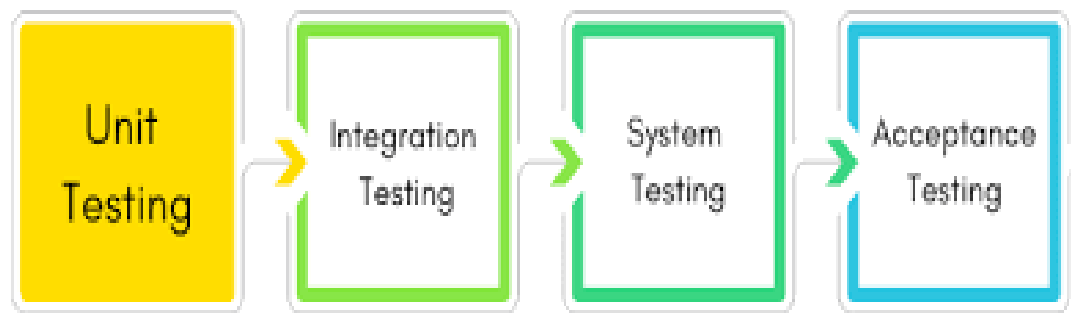 Unit
Testing
Integration
Testing
System
Testing
Acceptance
Testing